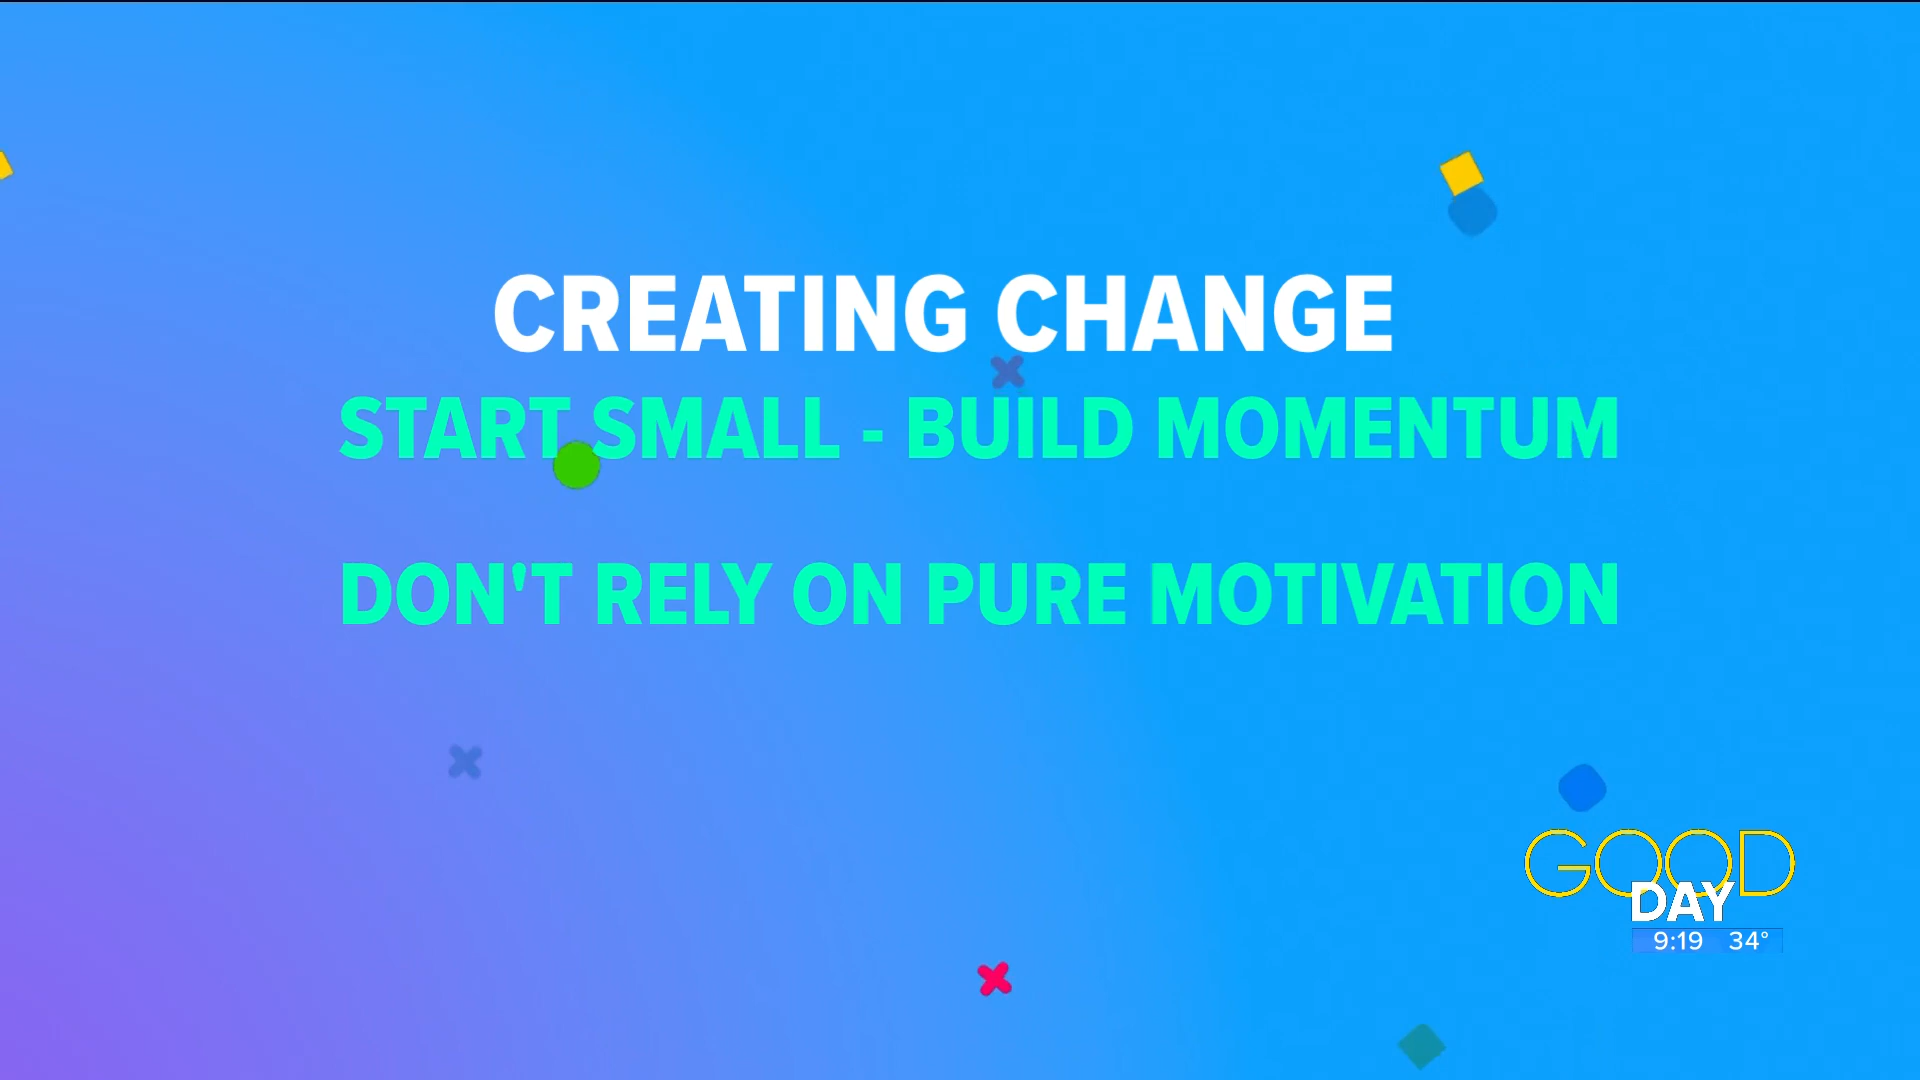 CREATING CHANGE
START SMALL - BUILD MOMENTUM
DON'T RELY ON PURE MOTIVATION
GOOD
DAY
9:19 34°